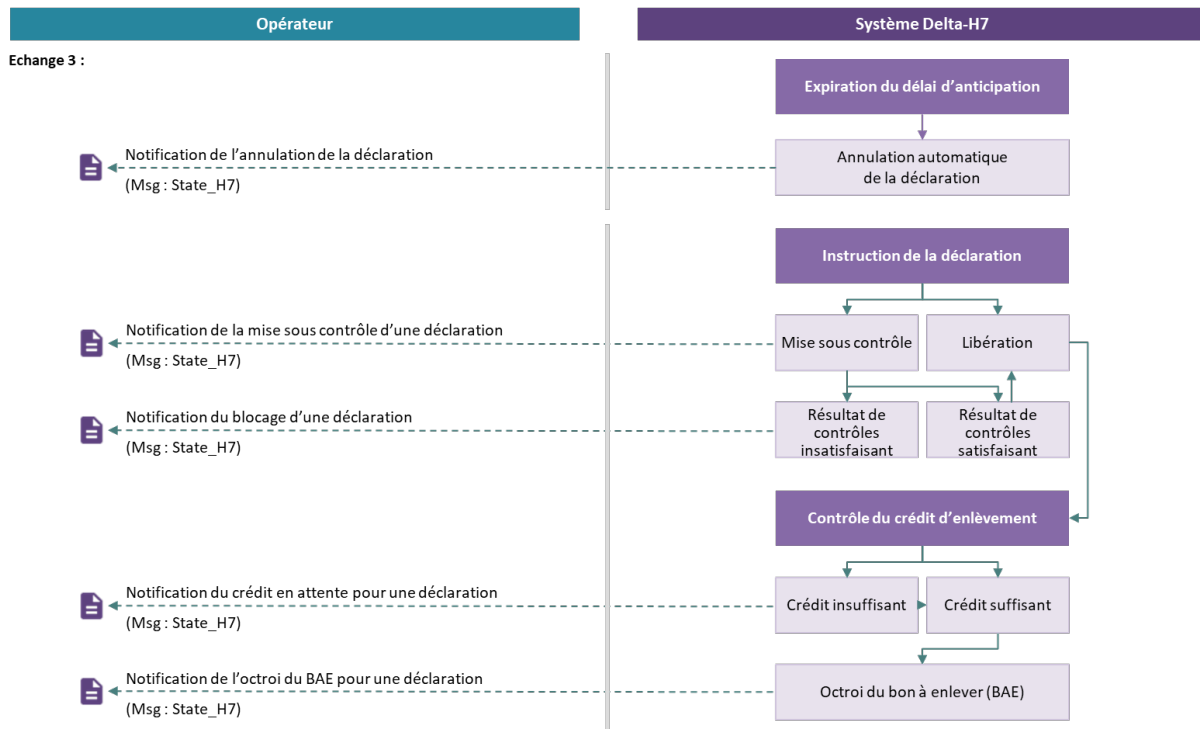 Opérateur
Système Delta-H7
Echange 3 :
Expiration du délai d’anticipation
Notification de l’annulation de la déclaration
(Msg : State_H7)
Annulation automatique
de la déclaration
Instruction de la déclaration
Notification de la mise sous contrôle d’une déclaration
(Msg : State_H7)
Mise sous contrôle
Libération
Notification du blocage d’une déclaration
(Msg : State_H7)
Résultat de
contrôles
insatisfaisant
Résultat de
contrôles
satisfaisant
Contrôle du crédit d’enlèvement
Notification du crédit en attente pour une déclaration
(Msg : State_H7)
Crédit insuffisant
Crédit suffisant
Notification de l’octroi du BAE pour une déclaration
(Msg : State_H7)
Octroi du bon à enlever (BAE)